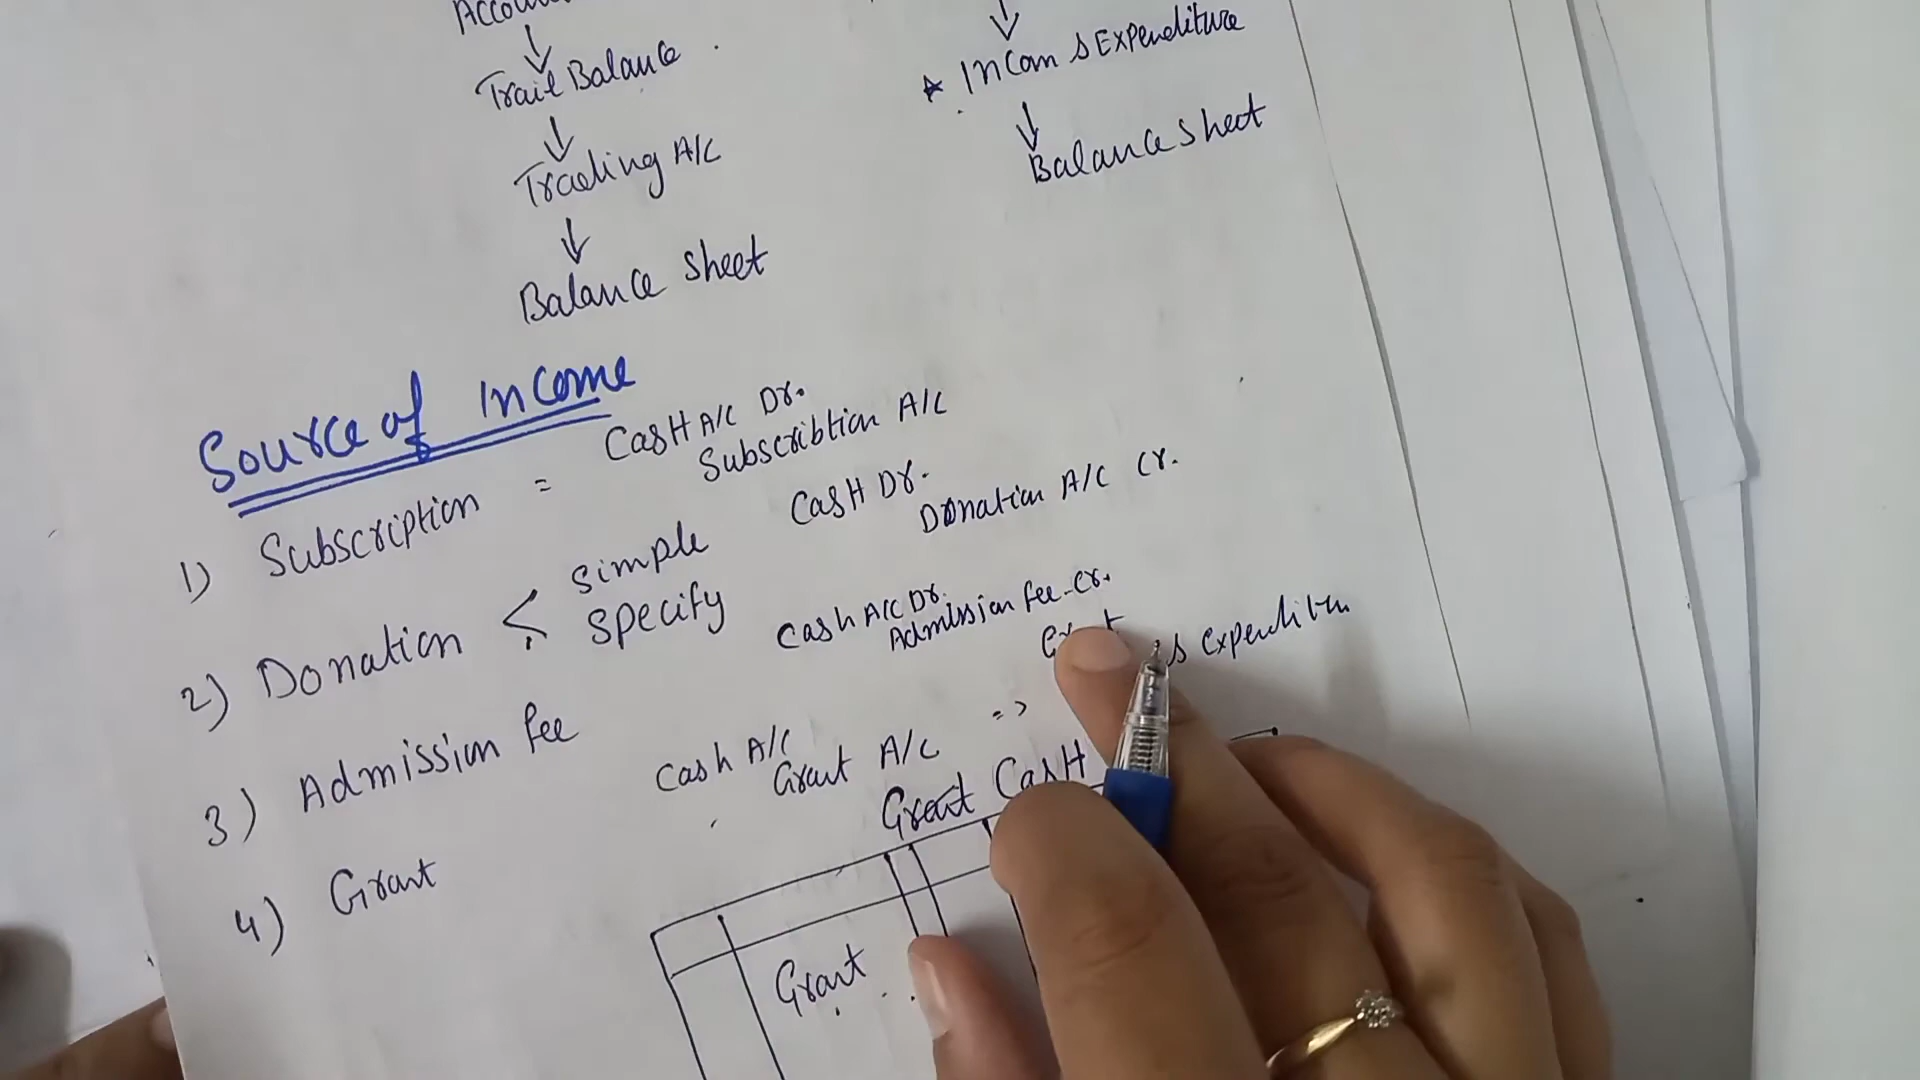 Trail Balance
Trading A/C
Balance Sheet
InCom & Expenditure
Balance Sheet
Source of Income
1) Subscription = CasH A/C Dr.
Subscribtion A/C
2) Donation < Simple
Specify
CasH Dr.
Donation A/C Cr.
3) Admission fee
Cash A/C Dr.
Admission fee Cr.
& expenditure
4) Grant
Cash A/C
Grant A/C =>
Grant CasH
Grant